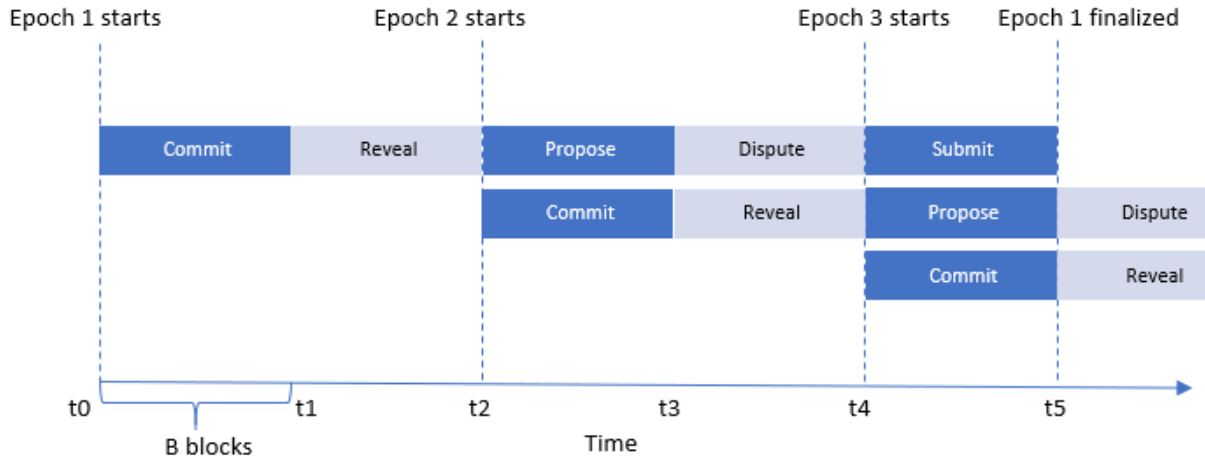 Epoch 1 starts
Epoch 2 starts
Epoch 3 starts
Epoch 1 finalized
Commit
Reveal
Propose
Dispute
Submit
Commit
Reveal
Propose
Dispute
Commit
Reveal
t0
t1
t2
t3
t4
t5
B blocks
Time